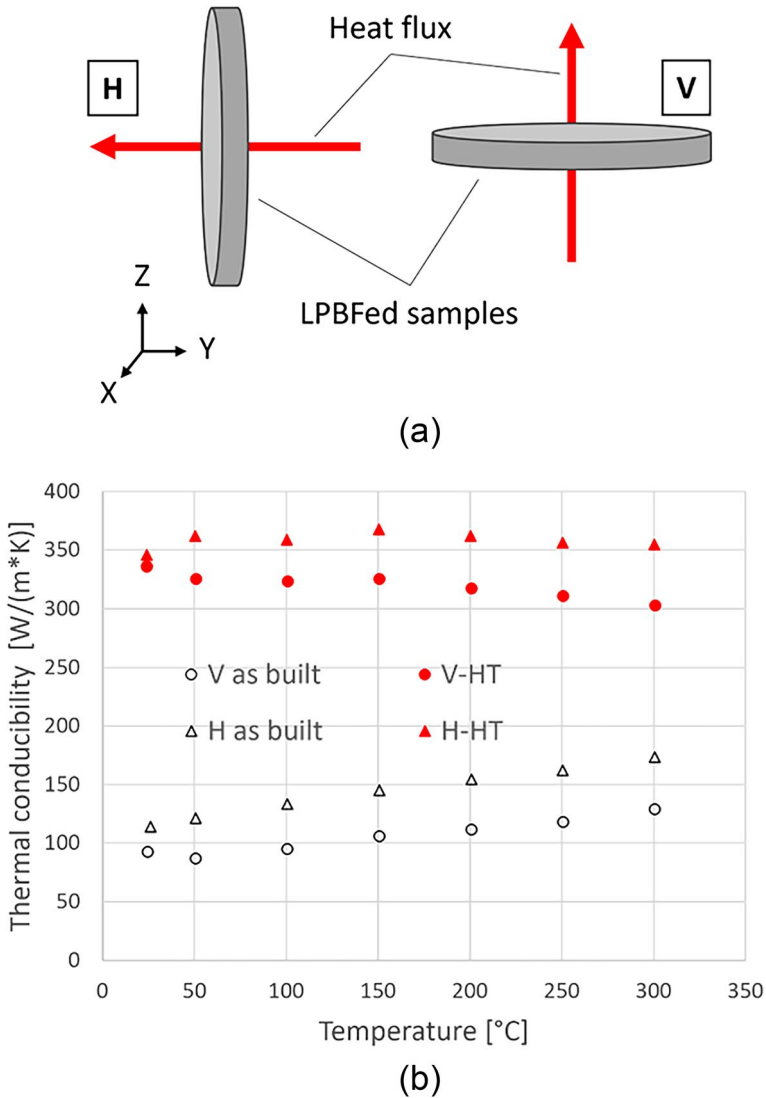 Heat flux
H
V
Z
Y
X
LPBFed samples
(a)
Thermal conducibility [W/(m*K)]
400
350
300
250
200
150
100
50
0
V as built
V-HT
H as built
H-HT
0 50 100 150 200 250 300 350
Temperature [°C]
(b)